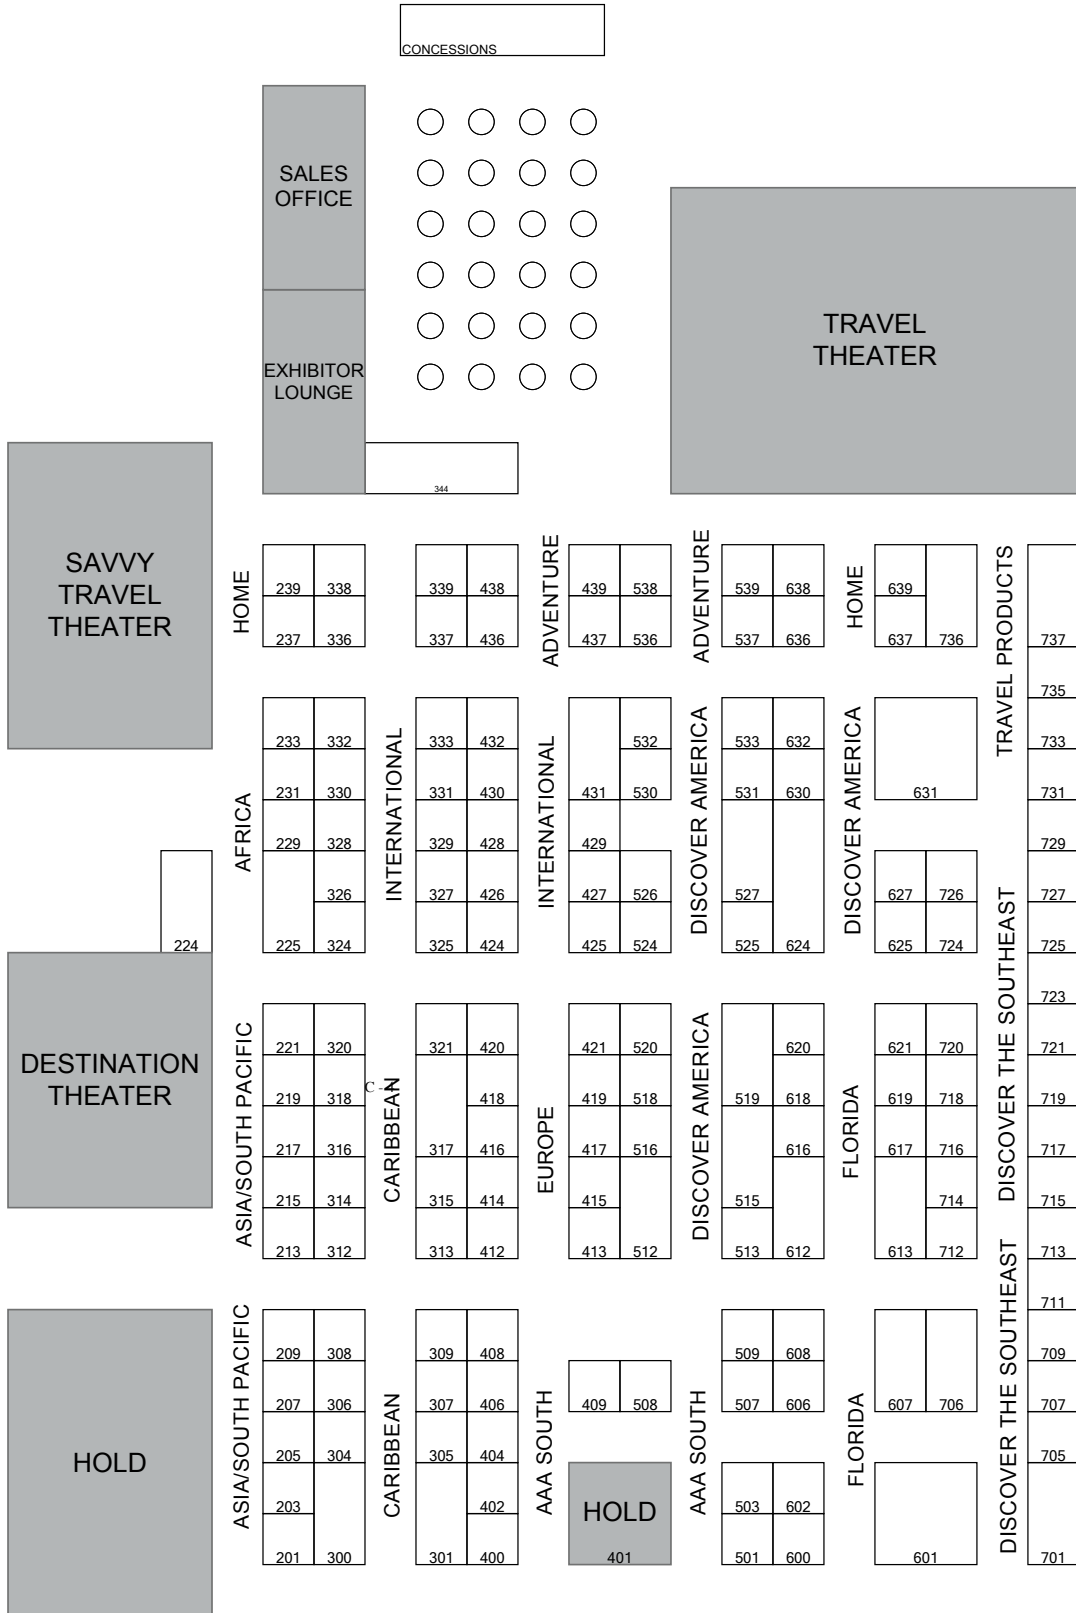 CONCESSIONS
SALES
OFFICE
EXHIBITOR
LOUNGE
TRAVEL
THEATER
344
SAVVY
TRAVEL
THEATER
HOME
ADVENTURE
ADVENTURE
HOME
TRAVEL PRODUCTS
239 338 339 438 439 538 539 638 639
237 336 337 436 437 536 537 636 637 736 737
735
AFRICA
INTERNATIONAL
INTERNATIONAL
DISCOVER AMERICA
DISCOVER AMERICA
233 332 333 432 532 533 632 733
231 330 331 430 431 530 531 630 631 731
229 328 329 428 429 729
326 327 426 427 526 527 627 726 727
224 225 324 325 424 425 524 525 624 625 724 725
723
DESTINATION
THEATER
ASIA/SOUTH PACIFIC
C - 4
CARIBBEAN
EUROPE
DISCOVER AMERICA
FLORIDA
DISCOVER THE SOUTHEAST
221 320 321 420 421 520 620 621 720 721
219 318 418 419 518 519 618 619 718 719
217 316 317 416 417 516 616 617 716 717
215 314 315 414 415 515 714 715
213 312 313 412 413 512 513 612 613 712 713
711
HOLD
ASIA/SOUTH PACIFIC
CARIBBEAN
AAA SOUTH
AAA SOUTH
FLORIDA
DISCOVER THE SOUTHEAST
209 308 309 408 509 608 709
207 306 307 406 409 508 507 606 607 706 707
205 304 305 404 705
HOLD
203 402 503 602
201 300 301 400 401 501 600 601 701